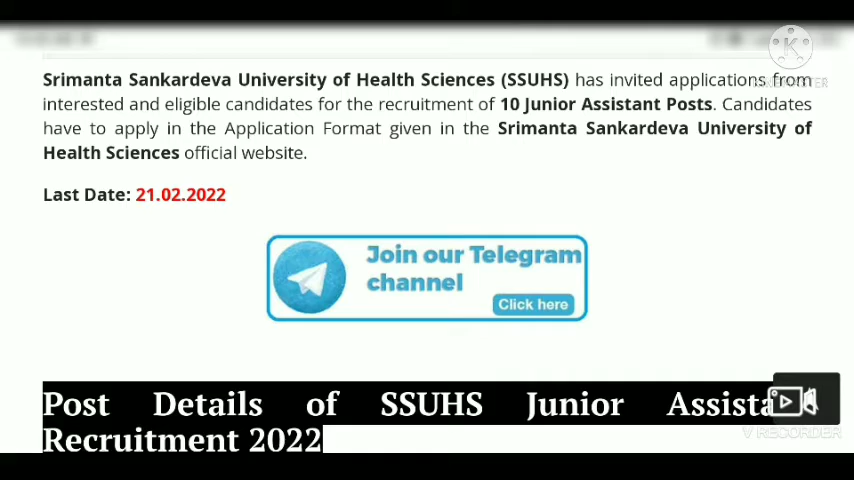 Srimanta Sankardeva University of Health Sciences (SSUHS) has invited applications from
interested and eligible candidates for the recruitment of 10 Junior Assistant Posts. Candidates
have to apply in the Application Format given in the Srimanta Sankardeva University of
Health Sciences official website.
Last Date: 21.02.2022
Join our Telegram
channel
Click here
Post Details of SSUHS Junior Assista
Recruitment 2022
V RECORDER